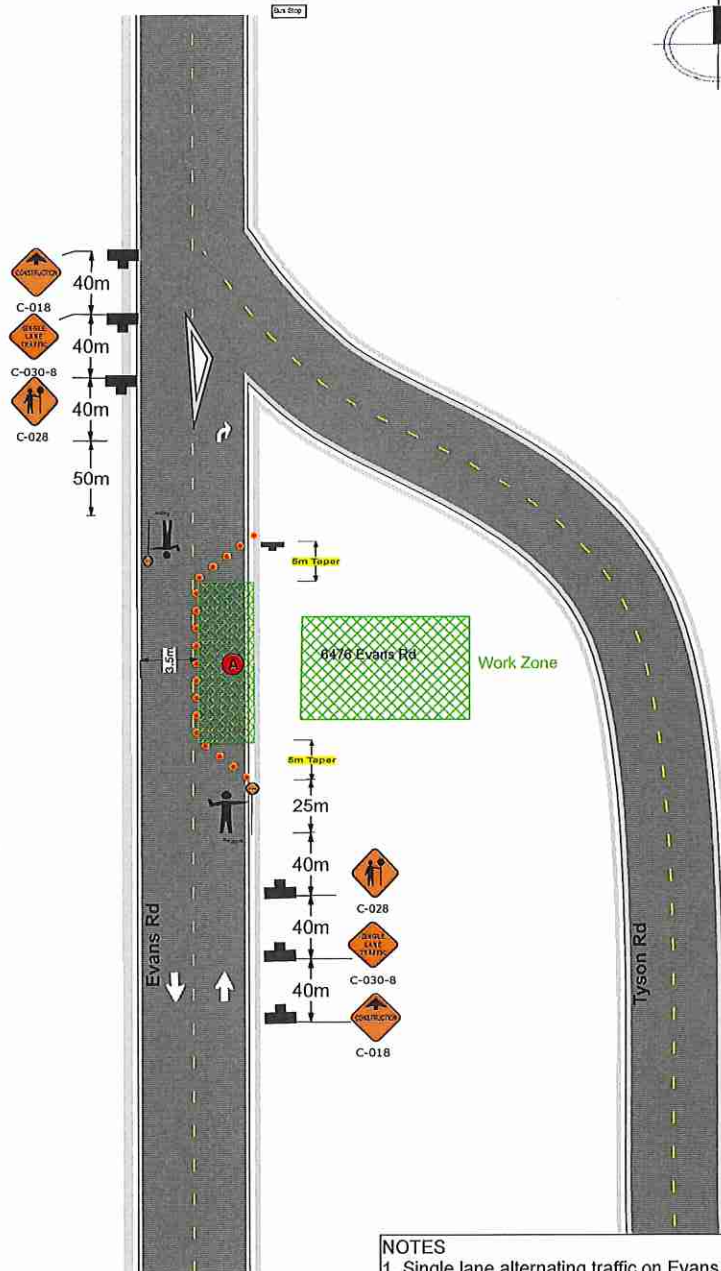 Bus Stop
CONSTRUCTION
C-018
40m
SINGLE
LANE
TRAFFIC
C-030-8
40m
C-028
40m
50m
5m Taper
3.5m
A
6476 Evans Rd
Work Zone
5m Taper
25m
40m
C-028
40m
SINGLE
LANE
TRAFFIC
C-030-8
40m
CONSTRUCTION
C-018
Evans Rd
Tyson Rd
NOTES
1. Single lane alternating traffic on Evans